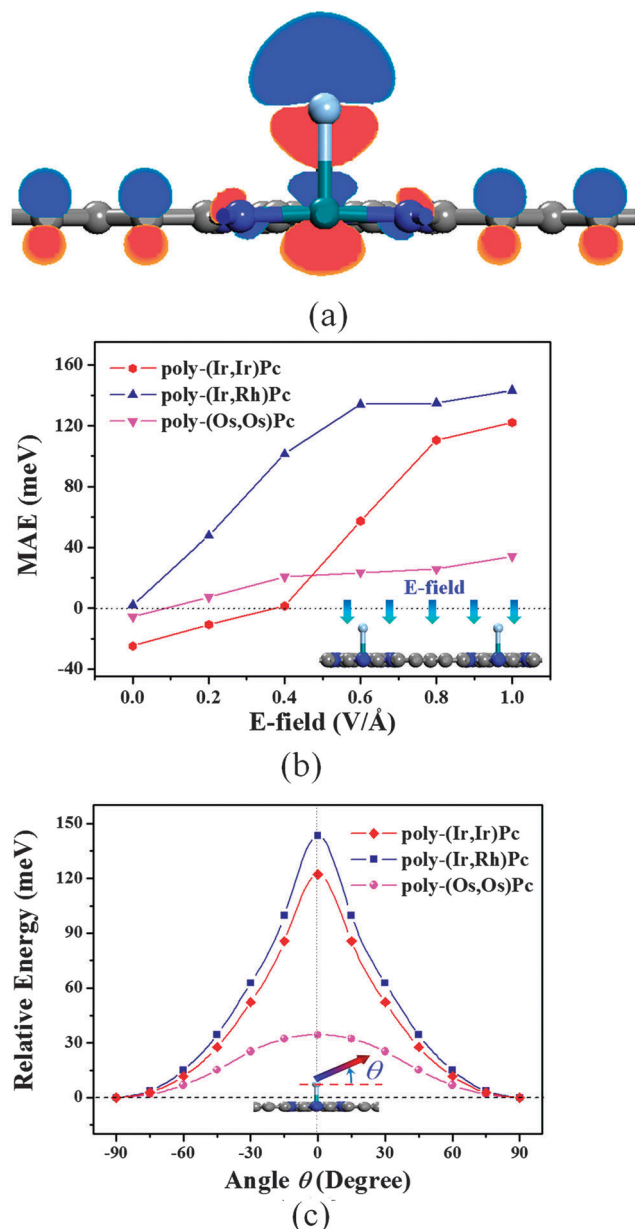 (a)
160
120
80
40
0
-40
MAE (meV)
poly-(Ir,Ir)Pc
poly-(Ir,Rh)Pc
poly-(Os,Os)Pc
E-field
0.0 0.2 0.4 0.6 0.8 1.0
E-field (V/Å)
(b)
150
120
90
60
30
0
Relative Energy (meV)
poly-(Ir,Ir)Pc
poly-(Ir,Rh)Pc
poly-(Os,Os)Pc
θ
-90 -60 -30 0 30 60 90
Angle θ (Degree)
(c)